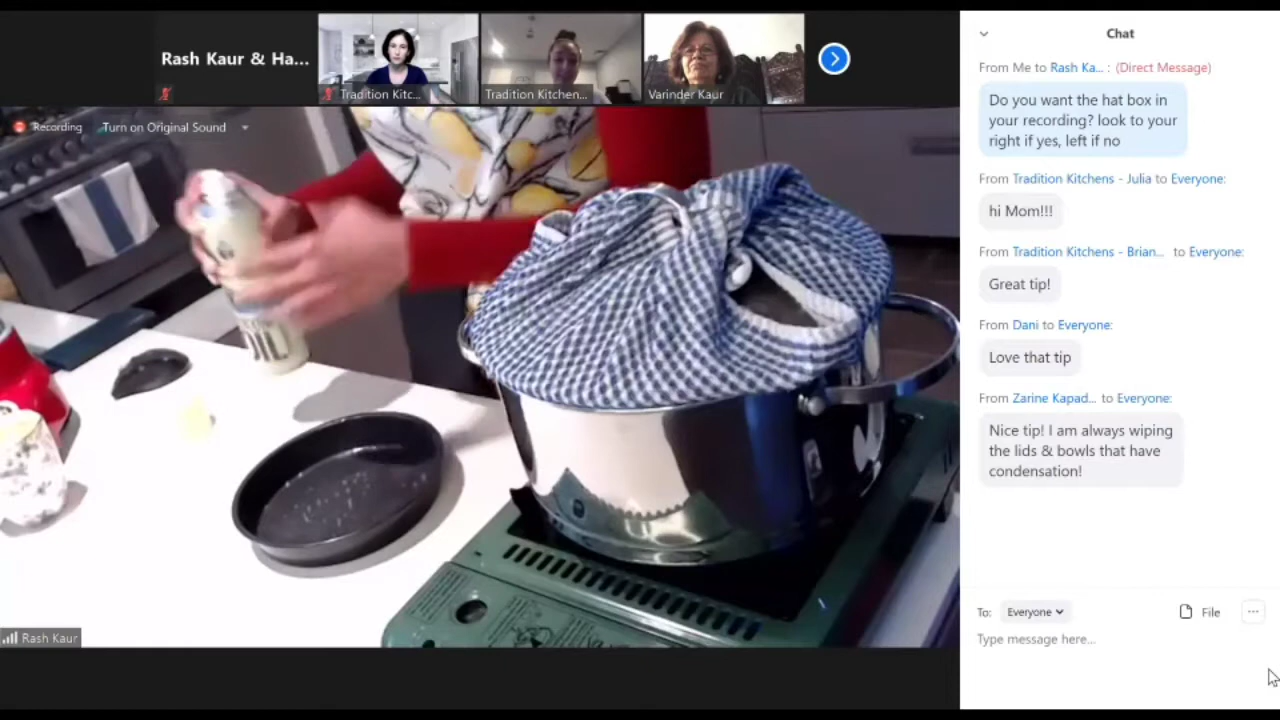 Rash Kaur & Ha...
Tradition Kitc...
Tradition Kitchen...
Varinder Kaur
Recording
Turn on Original Sound
Rash Kaur
Chat
From Me to Rash Ka... : (Direct Message)
Do you want the hat box in
your recording? look to your
right if yes, left if no
From Tradition Kitchens - Julia to Everyone:
hi Mom!!!
From Tradition Kitchens - Brian... to Everyone:
Great tip!
From Dani to Everyone:
Love that tip
From Zarine Kapad... to Everyone:
Nice tip! I am always wiping
the lids & bowls that have
condensation!
To: Everyone
File
Type message here...